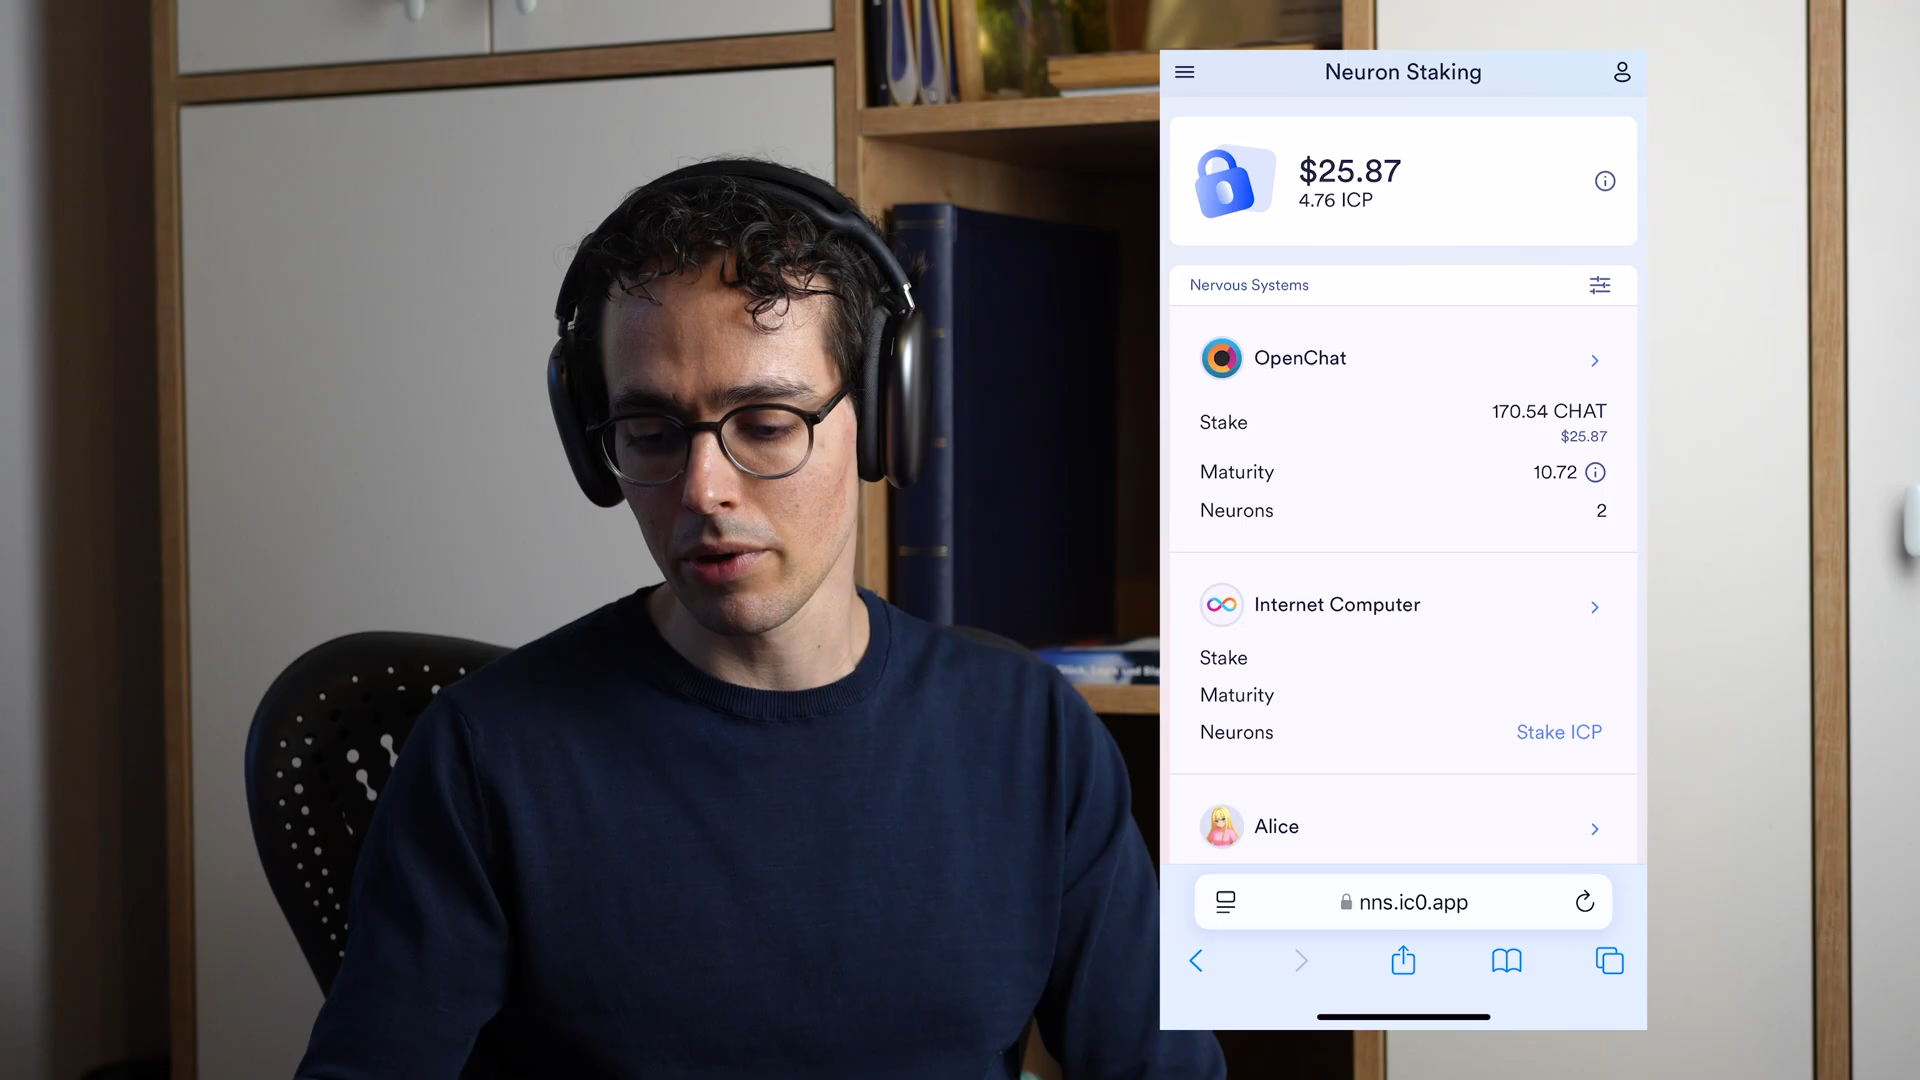 Neuron Staking
$25.87
4.76 ICP
Nervous Systems
OpenChat
Stake
170.54 CHAT
$25.87
Maturity
10.72
Neurons
2
Internet Computer
Stake
Maturity
Neurons
Stake ICP
Alice
nns.ic0.app